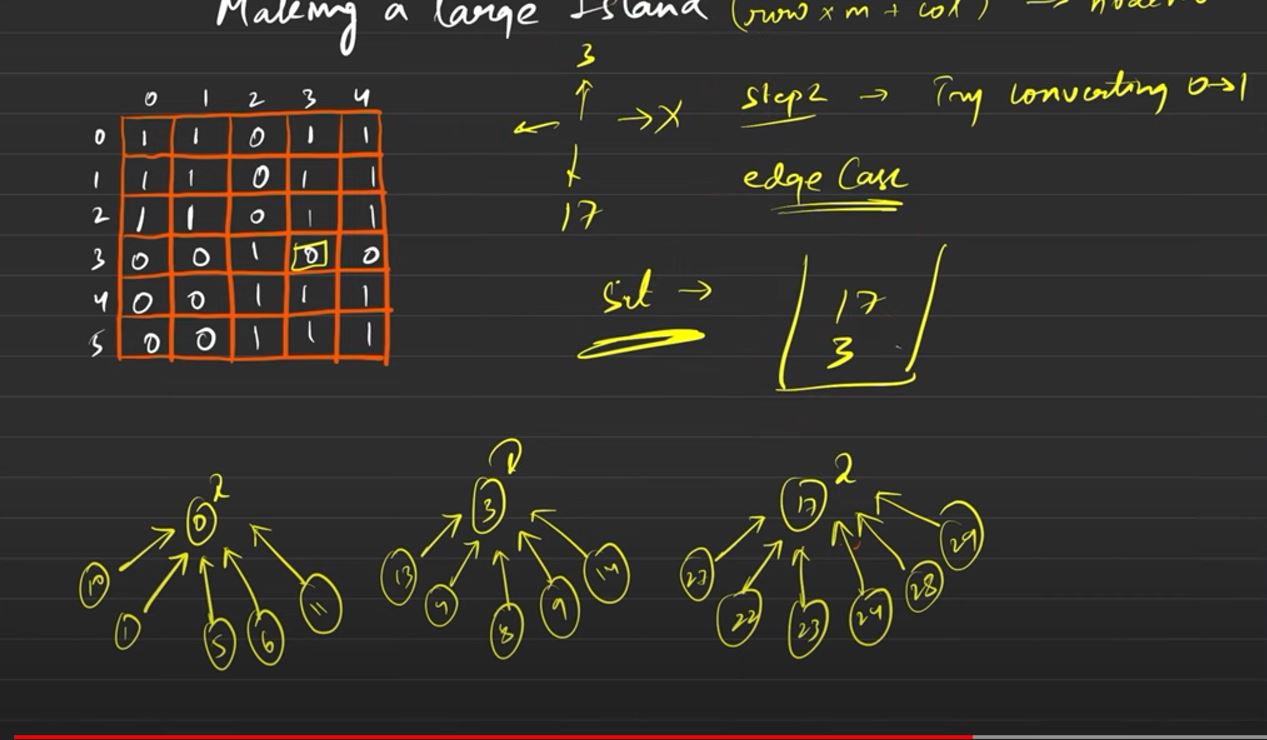 Making a large Island (row x m + col) →
3
0 1 2 3 4
step2 → Try converting 0→1
→X
0 1 1 0 1 1
1 1 1 0 1 1
edge Case
2 1 1 0 1 1
17
3 0 0 1 0 0
Set →
17
4 0 0 1 1 1
3
5 0 0 1 1 1
2
2
0 3 17
10 1 5 6 11
13 4 8 9 14
27 22 23 24 28 29